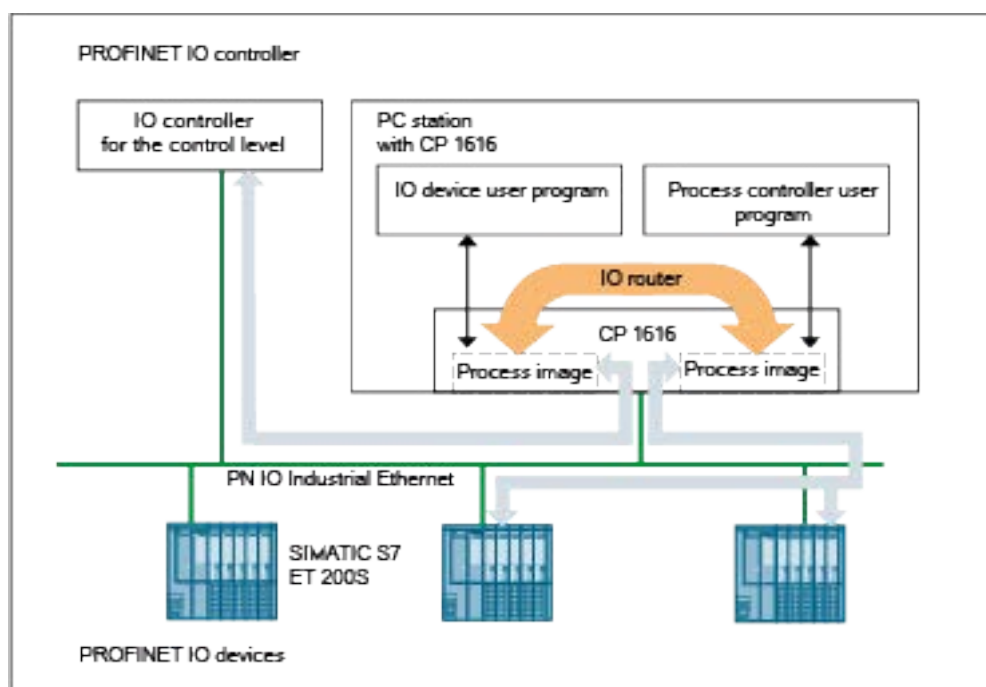 PROFINET IO controller
IO controller
for the control level
PC station
with CP 1616
IO device user program
Process controller user
program
IO router
CP 1616
Process image
Process image
PN IO Industrial Ethernet
SIMATIC S7
ET 200S
PROFINET IO devices